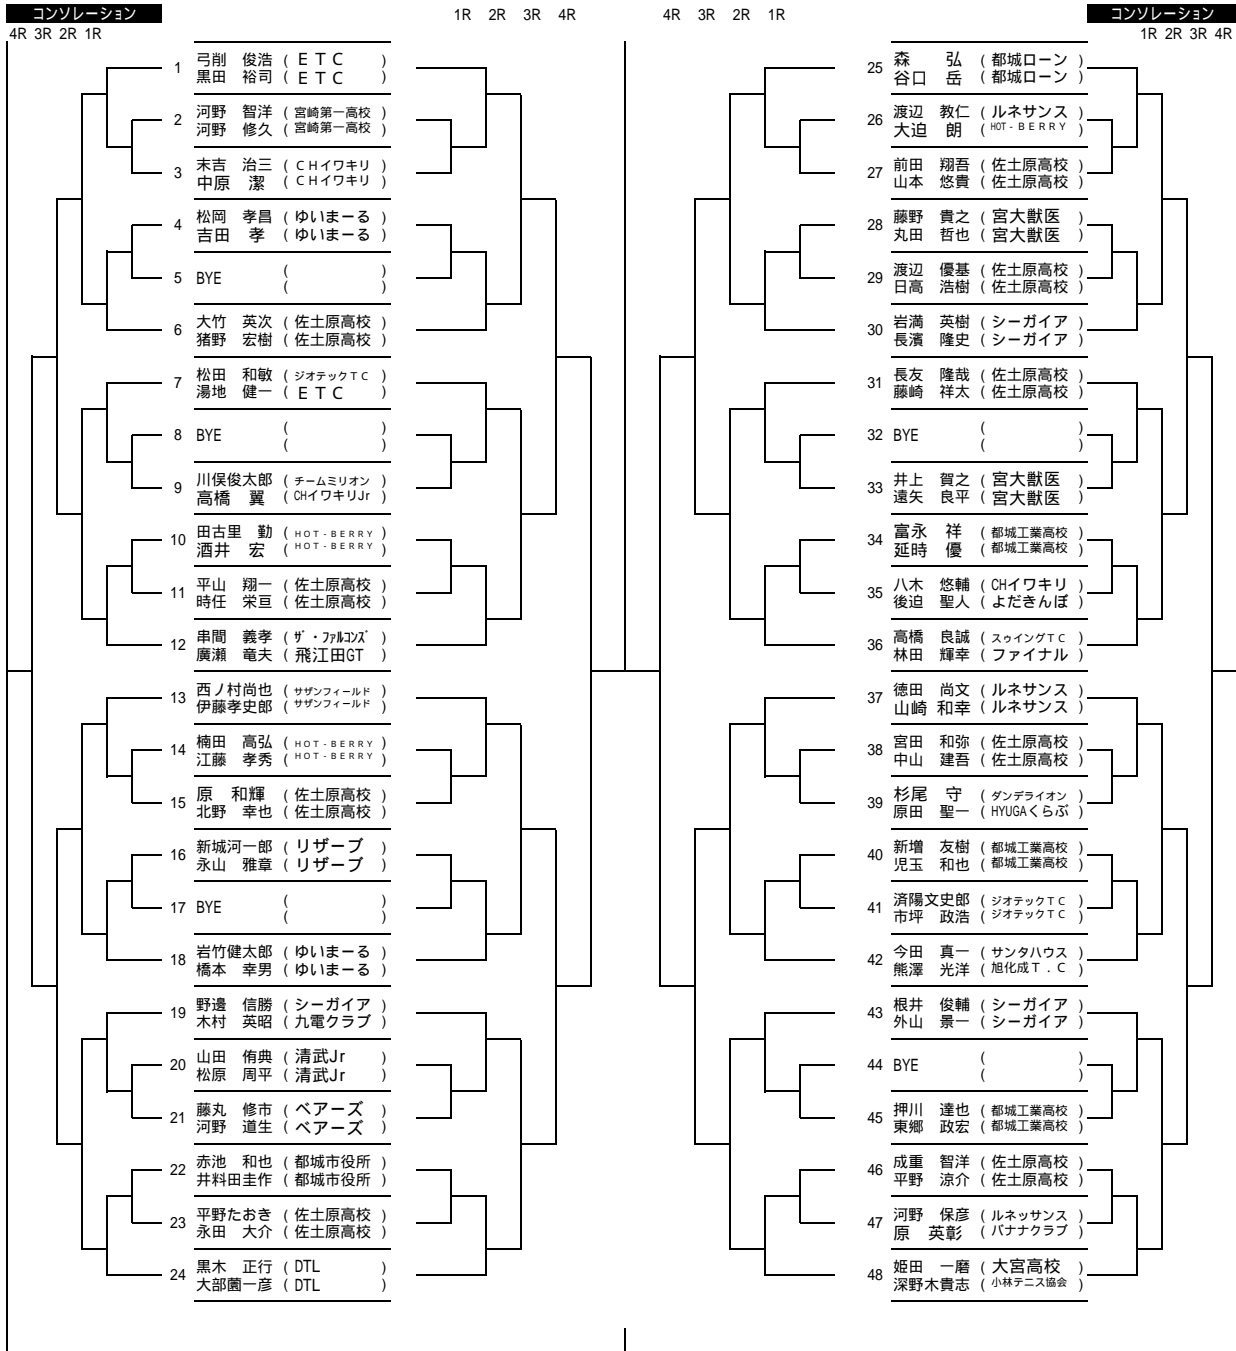 コンソレーション
1R 2R 3R 4R
4R 3R 2R 1R
コンソレーション
4R 3R 2R 1R
1R 2R 3R 4R
1 弓削 俊浩 ( ETC )
黒田 裕司 ( ETC )
2 河野 智洋 ( 宮崎第一高校 )
河野 修久 ( 宮崎第一高校 )
3 末吉 治三 ( CHイワキリ )
中原 潔 ( CHイワキリ )
4 松岡 孝昌 ( ゆいまーる )
吉田 孝 ( ゆいまーる )
5 BYE ( )
( )
6 大竹 英次 ( 佐土原高校 )
猪野 宏樹 ( 佐土原高校 )
7 松田 和敏 ( ジオテックTC )
湯地 健一 ( ETC )
8 BYE ( )
( )
9 川俣俊太郎 ( チームミリオン )
高橋 翼 ( CHイワキリJr )
10 田古里 勤 ( HOT-BERRY )
酒井 宏 ( HOT-BERRY )
11 平山 翔一 ( 佐土原高校 )
時任 栄亘 ( 佐土原高校 )
12 串間 義孝 ( ザ・ファルコンズ )
廣瀬 竜夫 ( 飛江田GT )
13 西ノ村尚也 ( サザンフィールド )
伊藤孝史郎 ( サザンフィールド )
14 楠田 高弘 ( HOT-BERRY )
江藤 孝秀 ( HOT-BERRY )
15 原 和輝 ( 佐土原高校 )
北野 幸也 ( 佐土原高校 )
16 新城河一郎 ( リザーブ )
永山 雅章 ( リザーブ )
17 BYE ( )
( )
18 岩竹健太郎 ( ゆいまーる )
橋本 幸男 ( ゆいまーる )
19 野邊 信勝 ( シーガイア )
木村 英昭 ( 九電クラブ )
20 山田 侑典 ( 清武Jr )
松原 周平 ( 清武Jr )
21 藤丸 修市 ( ベアーズ )
河野 道生 ( ベアーズ )
22 赤池 和也 ( 都城市役所 )
井料田圭作 ( 都城市役所 )
23 平野たおき ( 佐土原高校 )
永田 大介 ( 佐土原高校 )
24 黒木 正行 ( DTL )
大部薗一彦 ( DTL )
25 森 弘 ( 都城ローン )
谷口 岳 ( 都城ローン )
26 渡辺 教仁 ( ルネサンス )
大迫 朗 ( HOT-BERRY )
27 前田 翔吾 ( 佐土原高校 )
山本 悠貴 ( 佐土原高校 )
28 藤野 貴之 ( 宮大獣医 )
丸田 哲也 ( 宮大獣医 )
29 渡辺 優基 ( 佐土原高校 )
日高 浩樹 ( 佐土原高校 )
30 岩満 英樹 ( シーガイア )
長濱 隆史 ( シーガイア )
31 長友 隆哉 ( 佐土原高校 )
藤崎 祥太 ( 佐土原高校 )
32 BYE ( )
( )
33 井上 賀之 ( 宮大獣医 )
遠矢 良平 ( 宮大獣医 )
34 富永 祥 ( 都城工業高校 )
延時 優 ( 都城工業高校 )
35 八木 悠輔 ( CHイワキリ )
後迫 聖人 ( よだきんぼ )
36 高橋 良誠 ( スゥイングTC )
林田 輝幸 ( ファイナル )
37 徳田 尚文 ( ルネサンス )
山崎 和幸 ( ルネサンス )
38 宮田 和弥 ( 佐土原高校 )
中山 建吾 ( 佐土原高校 )
39 杉尾 守 ( ダンデライオン )
原田 聖一 ( HYUGAくらぶ )
40 新増 友樹 ( 都城工業高校 )
児玉 和也 ( 都城工業高校 )
41 済陽文史郎 ( ジオテックTC )
市坪 政浩 ( ジオテックTC )
42 今田 真一 ( サンタハウス )
熊澤 光洋 ( 旭化成T.C )
43 根井 俊輔 ( シーガイア )
外山 景一 ( シーガイア )
44 BYE ( )
( )
45 押川 達也 ( 都城工業高校 )
東郷 政宏 ( 都城工業高校 )
46 成重 智洋 ( 佐土原高校 )
平野 涼介 ( 佐土原高校 )
47 河野 保彦 ( ルネッサンス )
原 英彰 ( バナナクラブ )
48 姫田 一磨 ( 大宮高校 )
深野木貴志 ( 小林テニス協会 )